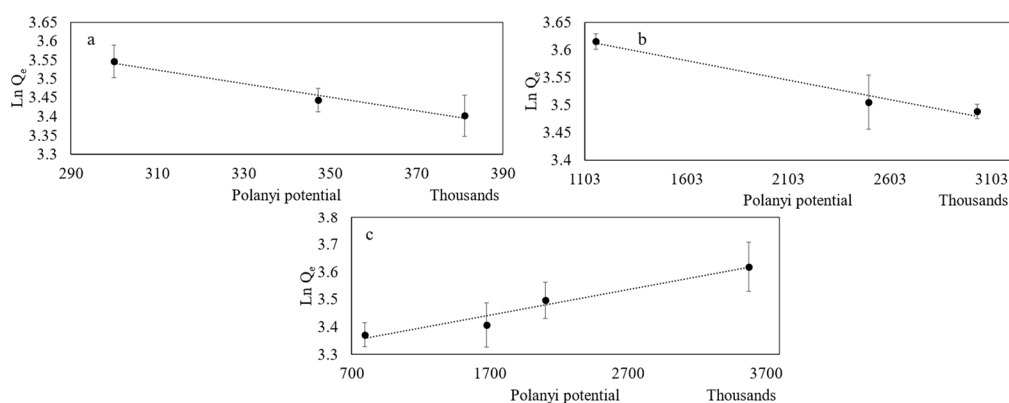 a
3.65
3.6
3.55
3.5
3.45
3.4
3.35
3.3
Ln Qe
290 310 330 350 370 390
Polanyi potential Thousands
b
3.65
3.6
3.55
3.5
3.45
3.4
Ln Qe
1103 1603 2103 2603 3103
Polanyi potential Thousands
c
3.8
3.7
3.6
3.5
3.4
3.3
Ln Qe
700 1700 2700 3700
Polanyi potential Thousands